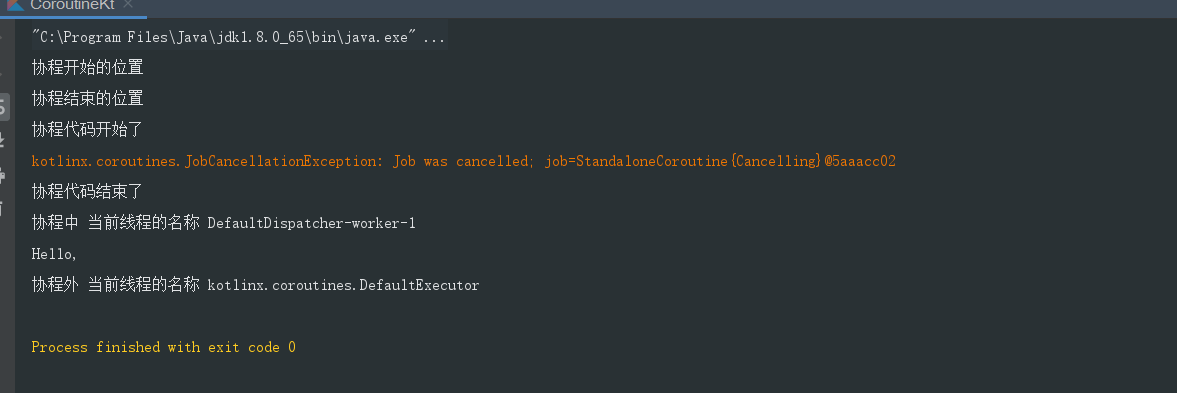 CoroutineKt ×
"C:\Program Files\Java\jdk1.8.0_65\bin\java.exe" ...
协程开始的位置
协程结束的位置
协程代码开始了
kotlinx.coroutines.JobCancellationException: Job was cancelled; job=StandaloneCoroutine{Cancelling}@5aaacc02
协程代码结束了
协程中 当前线程的名称 DefaultDispatcher-worker-1
Hello,
协程外 当前线程的名称 kotlinx.coroutines.DefaultExecutor
Process finished with exit code 0